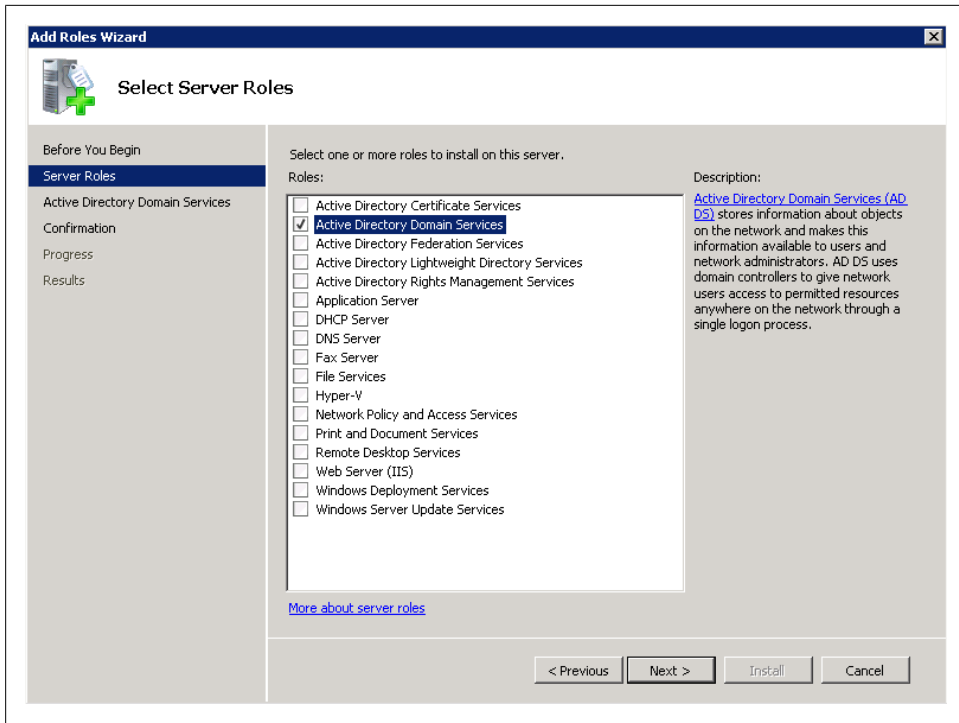 Add Roles Wizard
Select Server Roles
Before You Begin
Server Roles
Active Directory Domain Services
Confirmation
Progress
Results
Select one or more roles to install on this server.
Roles:
Active Directory Certificate Services
Active Directory Domain Services
Active Directory Federation Services
Active Directory Lightweight Directory Services
Active Directory Rights Management Services
Application Server
DHCP Server
DNS Server
Fax Server
File Services
Hyper-V
Network Policy and Access Services
Print and Document Services
Remote Desktop Services
Web Server (IIS)
Windows Deployment Services
Windows Server Update Services
More about server roles
Description:
Active Directory Domain Services (AD
DS) stores information about objects
on the network and makes this
information available to users and
network administrators. AD DS uses
domain controllers to give network
users access to permitted resources
anywhere on the network through a
single logon process.
< Previous
Next >
Install
Cancel